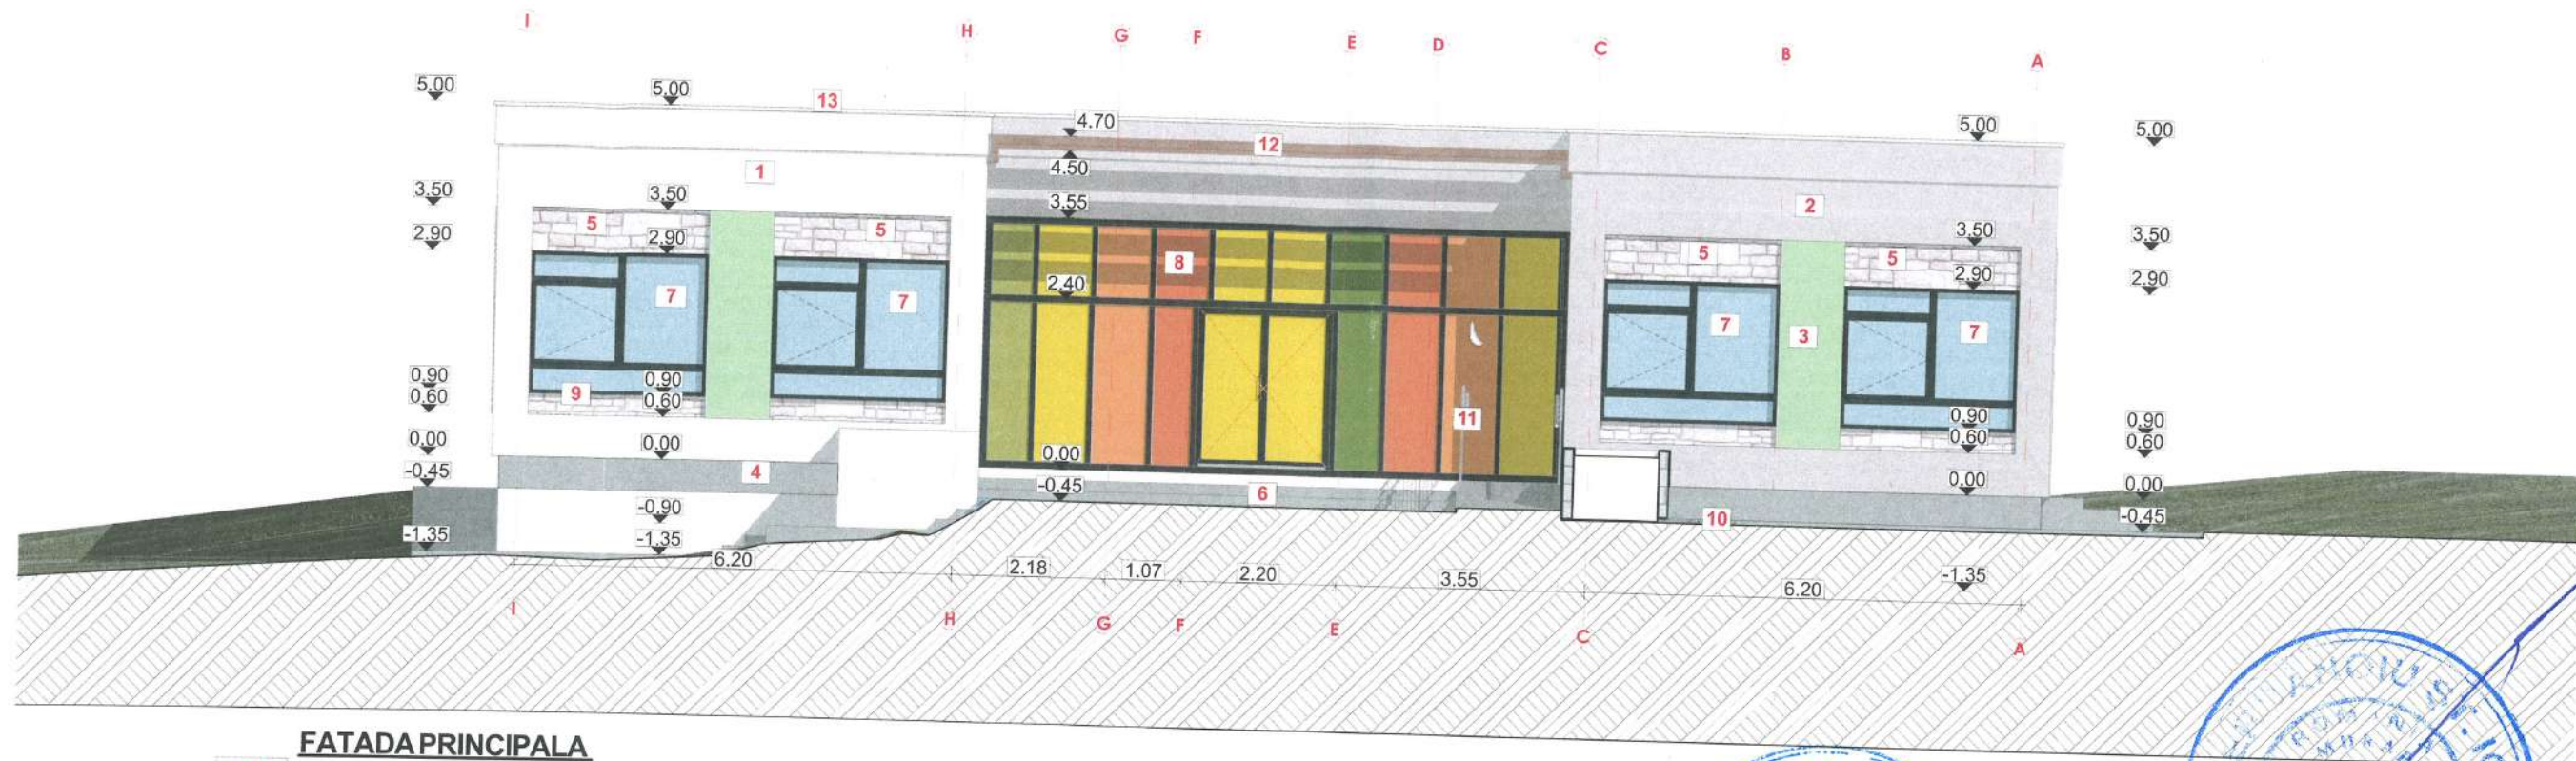 I H G F E D C B A
5.00 5.00 13 4.70 5.00 5.00
12
1 4.50
3.50 3.50 3.55 2 3.50
5 5 5 5 3.50
2.90 2.90 8 2.90 2.90
7 7 2.40 7 3 7
0.90 9 0.90 0.90 0.90
0.60 0.60 11 0.60 0.60
0.00 0.00 0.00 0.00 0.00
-0.45 4 -0.45 6 -0.45
-0.90 10
-1.35 -1.35 -1.35
6.20 2.18 1.07 2.20 3.55 6.20
I H G F E C A
FATADA PRINCIPALA